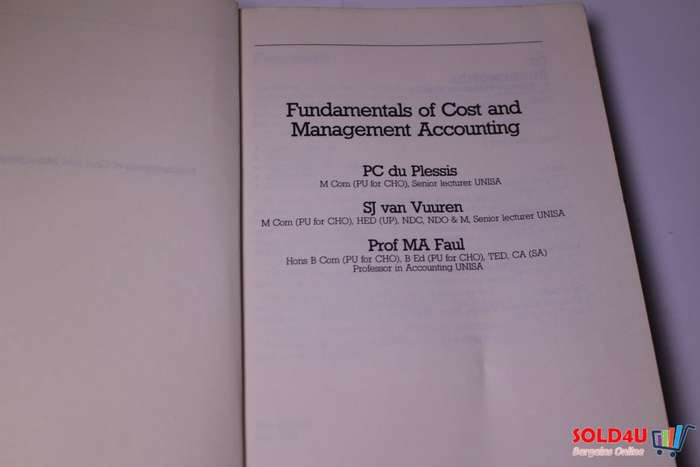 Fundamentals of Cost and
Management Accounting
PC du Plessis
M Com (PU for CHO), Senior lecturer UNISA
SJ van Vuuren
M Com (PU for CHO), HED (UP), NDC, NDO & M, Senior lecturer UNISA
Prof MA Faul
Hons B Com (PU for CHO), B Ed (PU for CHO), TED, CA (SA)
Professor in Accounting UNISA
SOLD4U
Bargains Online